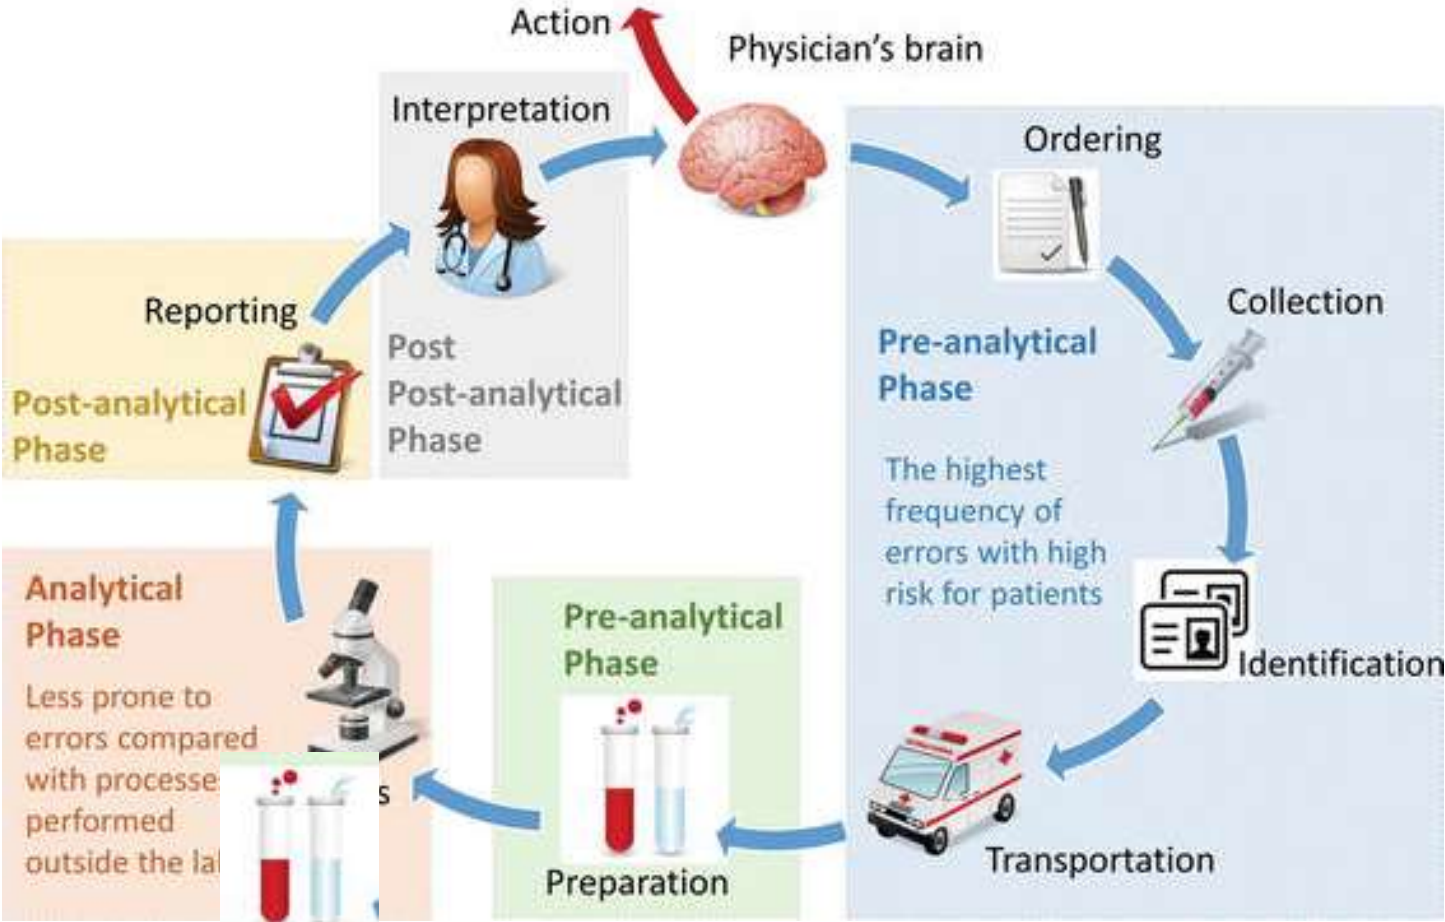 Action
Physician's brain
Interpretation
Ordering
Collection
Reporting
Pre-analytical
Phase
Post
Post-analytical
Phase
Post-analytical
Phase
The highest
frequency of
errors with high
risk for patients
Analytical
Phase
Pre-analytical
Phase
Identification
Less prone to
errors compared
with
performed
outside the
Transportation
Preparation